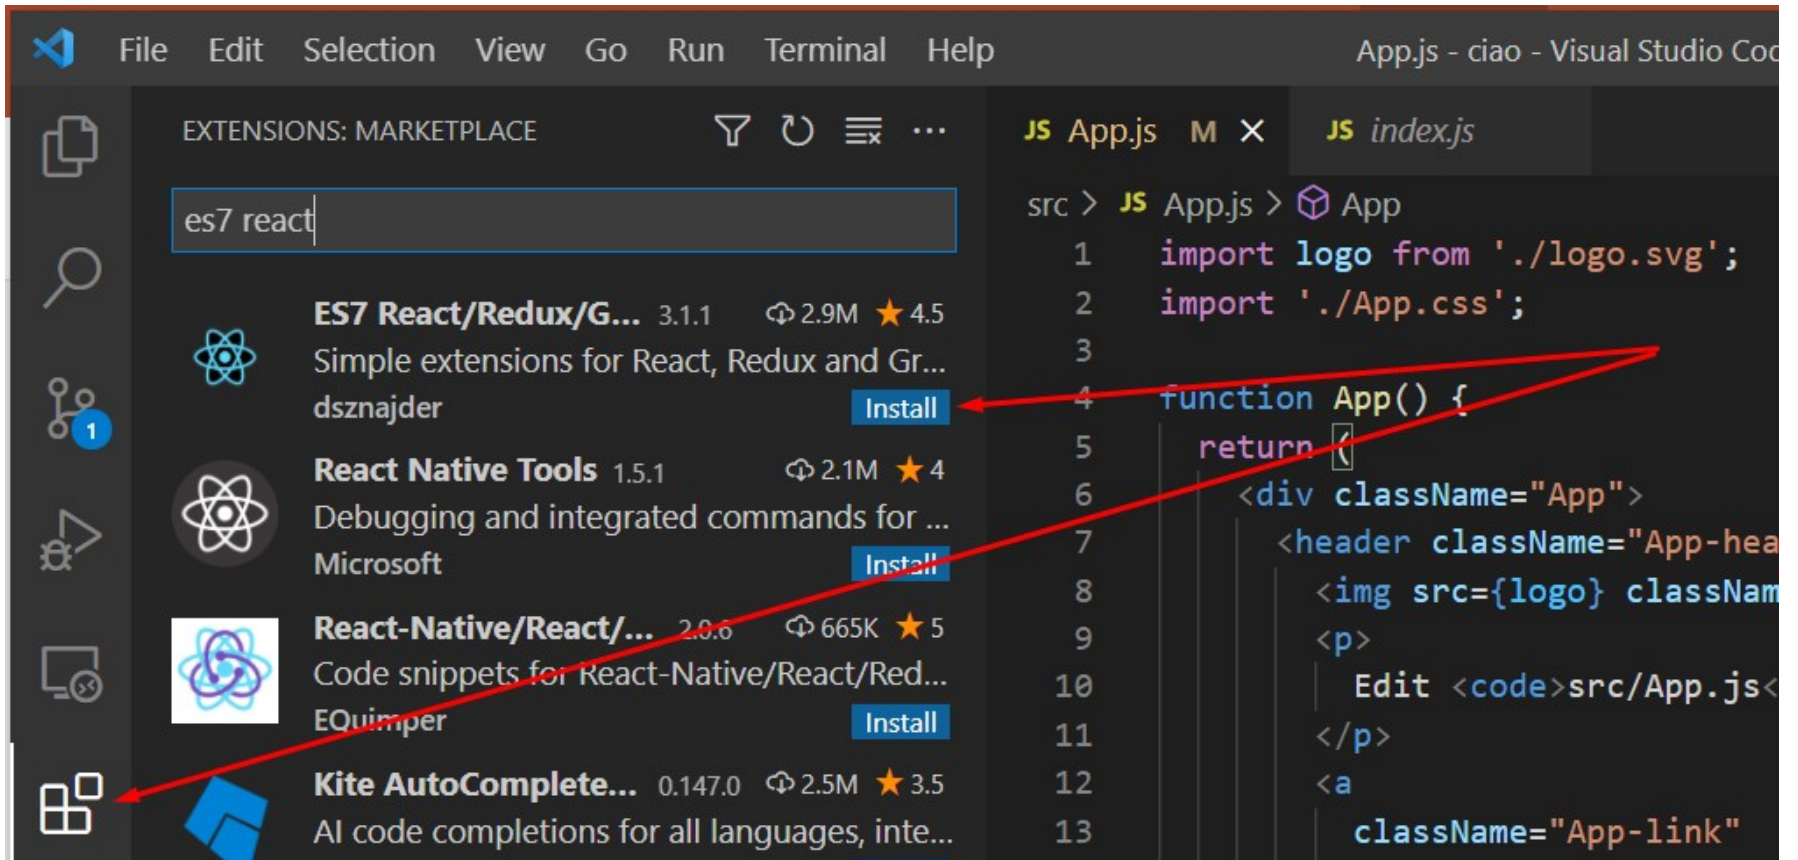 File Edit Selection View Go Run Terminal Help
App.js - ciao - Visual Studio Coc
EXTENSIONS: MARKETPLACE
es7 react
ES7 React/Redux/G... 3.1.1 2.9M 4.5
Simple extensions for React, Redux and Gr...
dsznajder Install
React Native Tools 1.5.1 2.1M 4
Debugging and integrated commands for ...
Microsoft Install
React-Native/React/... 2.0.6 665K 5
Code snippets for React-Native/React/Red...
EQuimper Install
Kite AutoComplete... 0.147.0 2.5M 3.5
AI code completions for all languages, inte...
1
JS App.js M JS index.js
src > JS App.js > App
1 import logo from './logo.svg';
2 import './App.css';
3
4 function App() {
5 return (
6 <div className="App">
7 <header className="App-hea
8 <img src={logo} classNam
9 <p>
10 Edit <code>src/App.js<
11 </p>
12 <a
13 className="App-link"